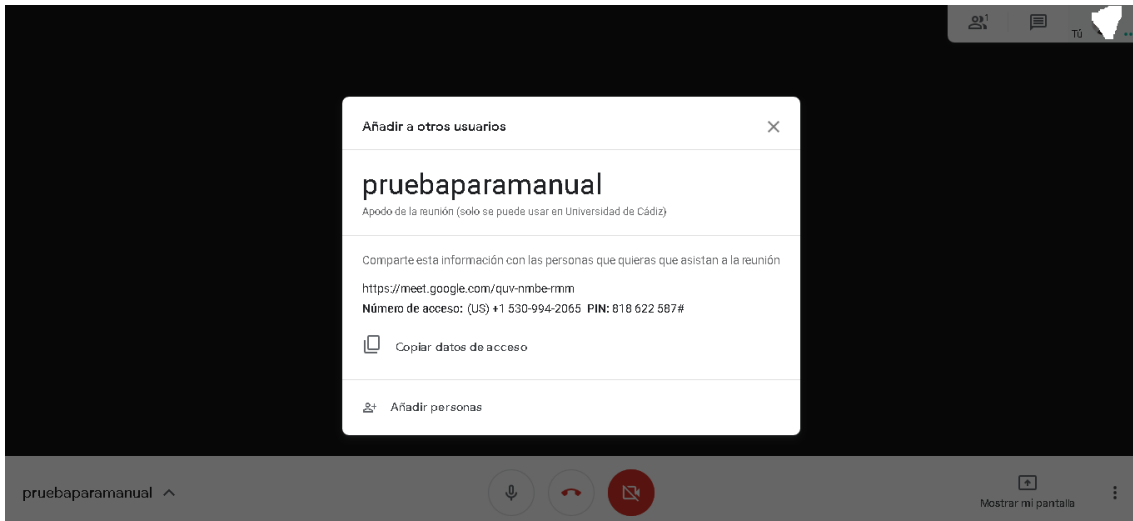 1
Tú
Añadir a otros usuarios
pruebaparamanual
Apodo de la reunión (solo se puede usar en Universidad de Cádiz)
Comparte esta información con las personas que quieras que asistan a la reunión
https://meet.google.com/quv-nmbe-rmm
Número de acceso: (US) +1 530-994-2065 PIN: 818 622 587#
Copiar datos de acceso
Añadir personas
pruebaparamanual
Mostrar mi pantalla